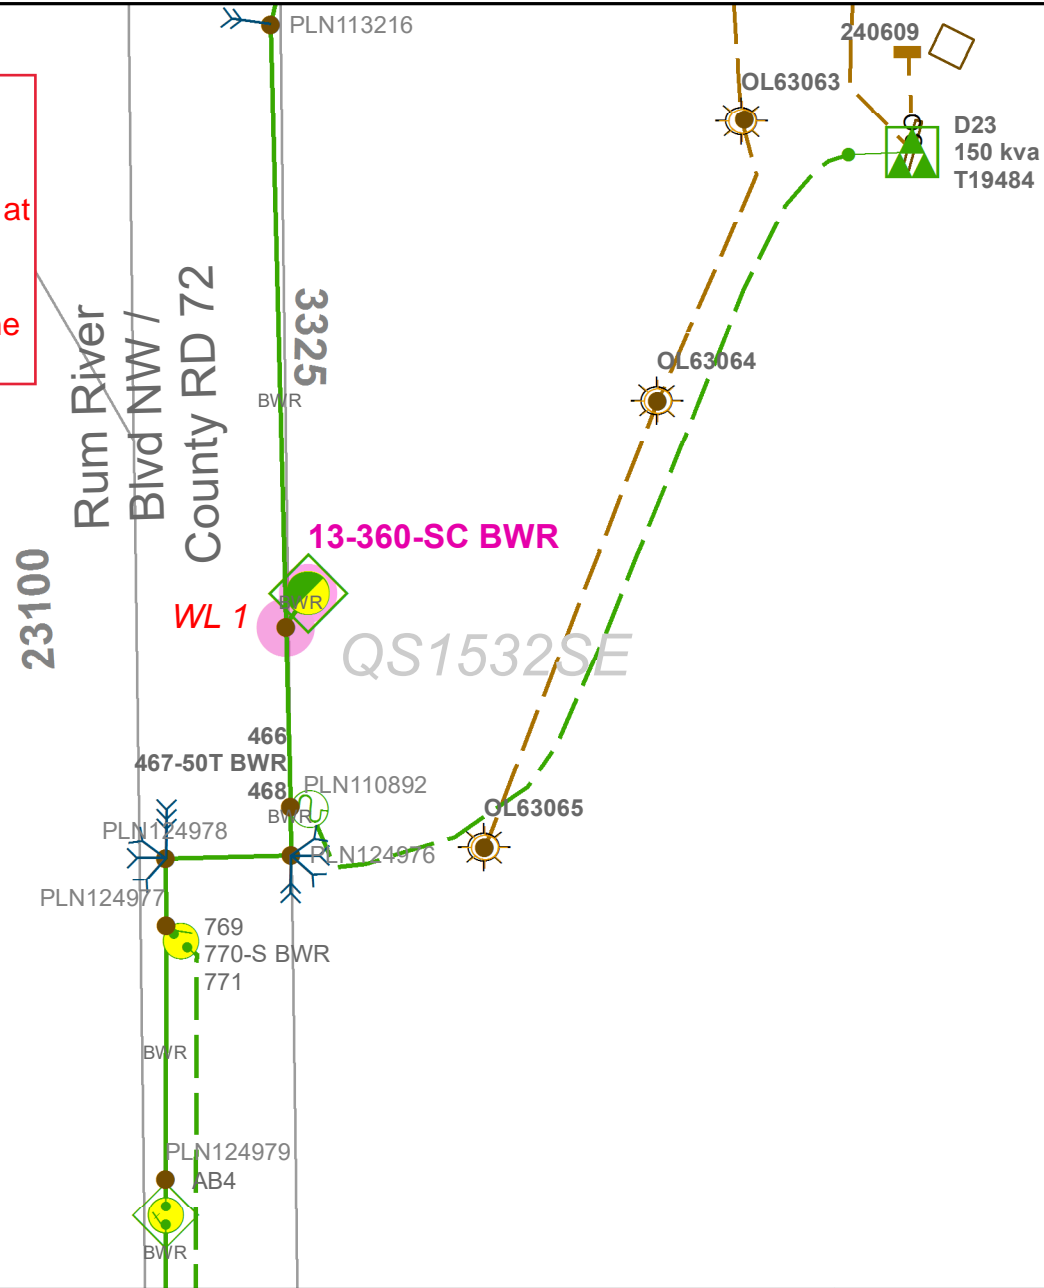 PLN113216
240609
OL63063
D23
150 kva
T19484
at
ne
Rum River
Blvd NW /
County RD 72
3325
BWR
OL63064
13-360-SC BWR
BWR
WL 1
23100
QS1532SE
466
467-50T BWR
468
PLN110892
BWR
OL63065
PLN124978
PLN124976
PLN124977
769
770-S BWR
771
BWR
PLN124979
AB4
BWR